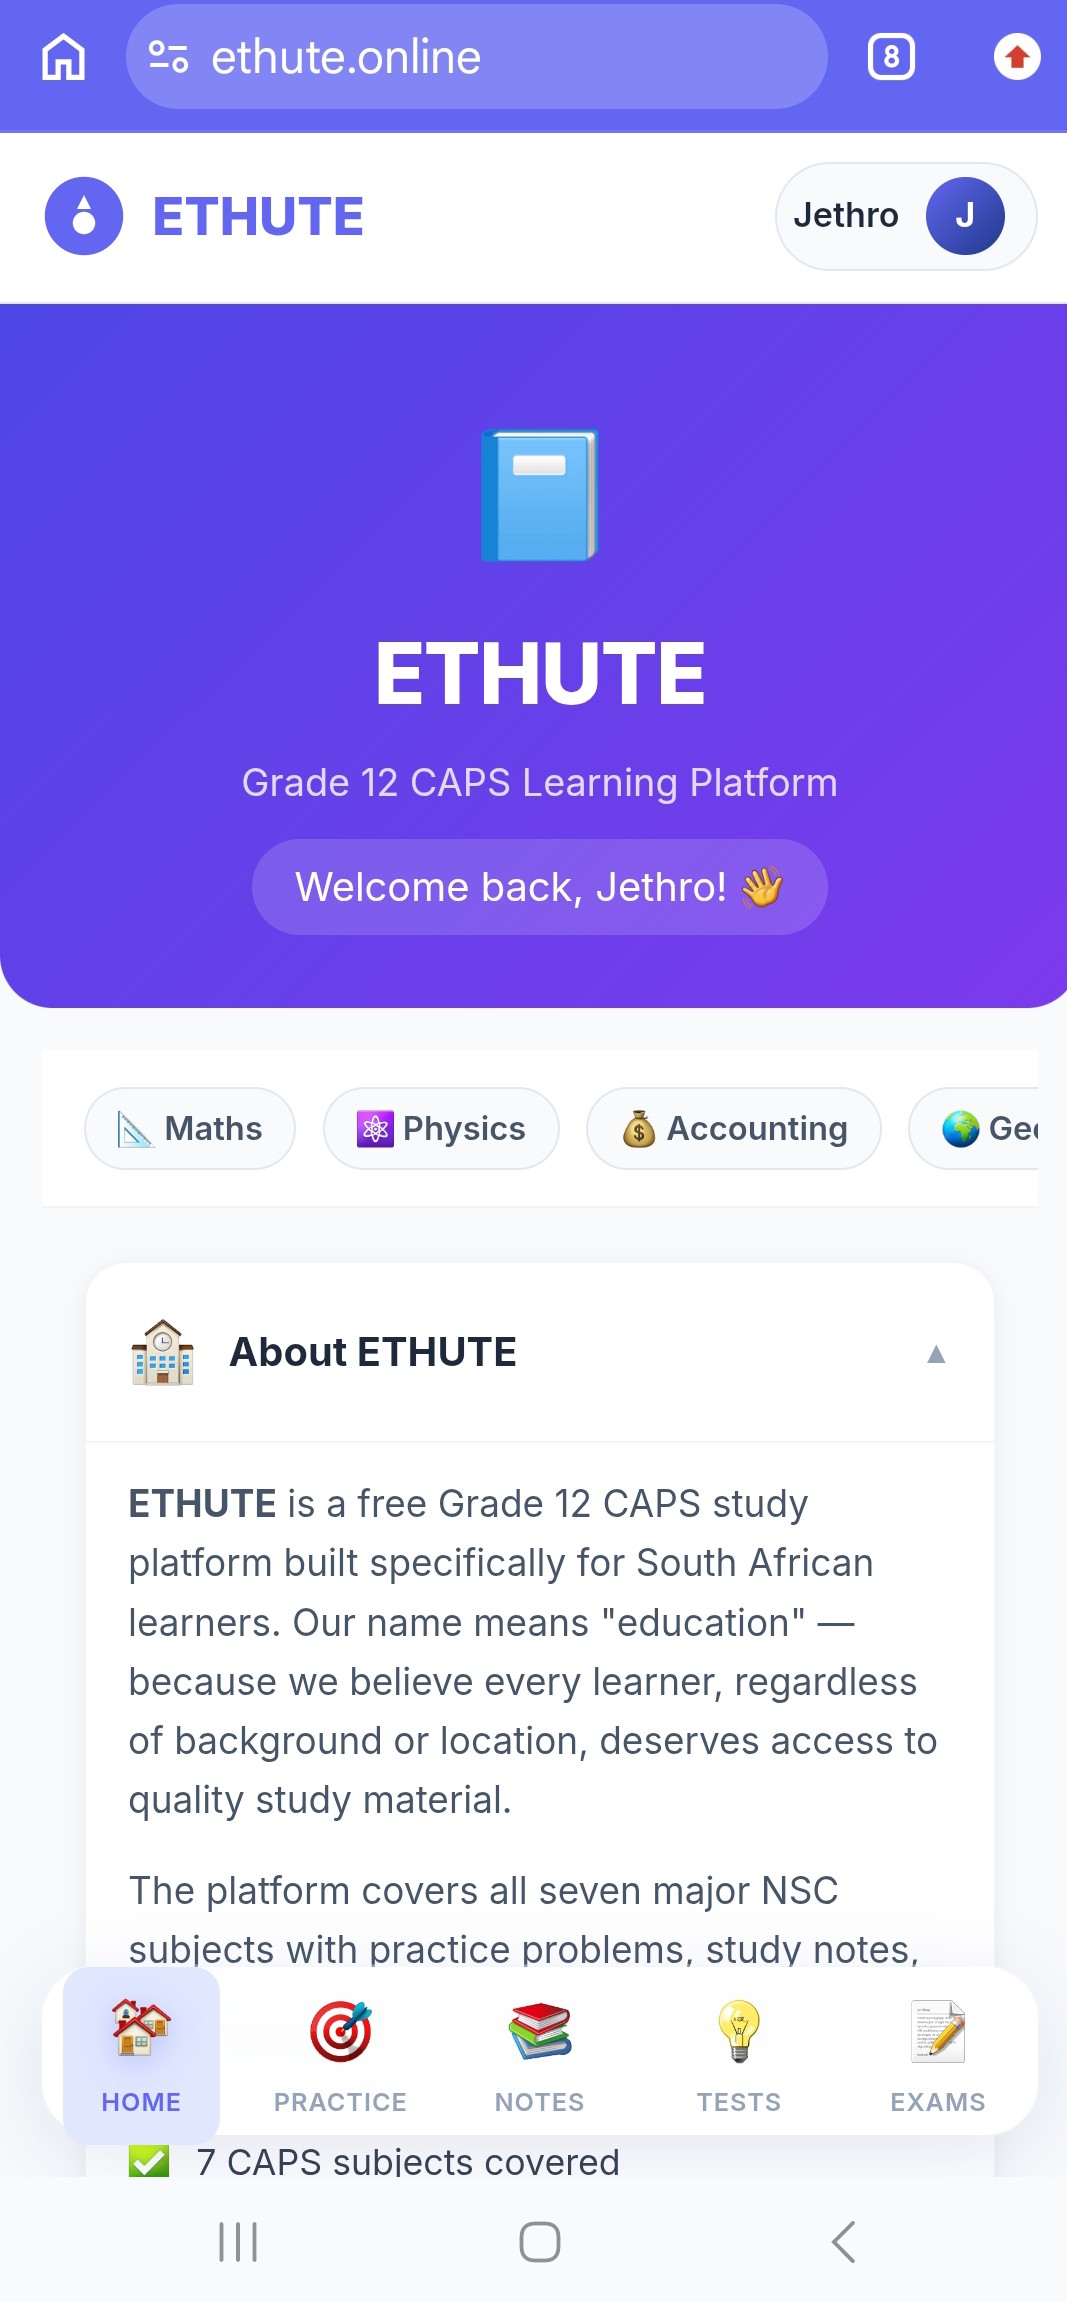 ethute.online
8
ETHUTE
Jethro
J
ETHUTE
Grade 12 CAPS Learning Platform
Welcome back, Jethro! 👋
📐 Maths
⚛️ Physics
💰 Accounting
🌍
About ETHUTE
▲
ETHUTE is a free Grade 12 CAPS study
platform built specifically for South African
learners. Our name means "education" —
because we believe every learner, regardless
of background or location, deserves access to
quality study material.
The platform covers all seven major NSC
subjects with practice problems, study notes,
HOME
PRACTICE
NOTES
TESTS
EXAMS
✅ 7 CAPS subjects covered